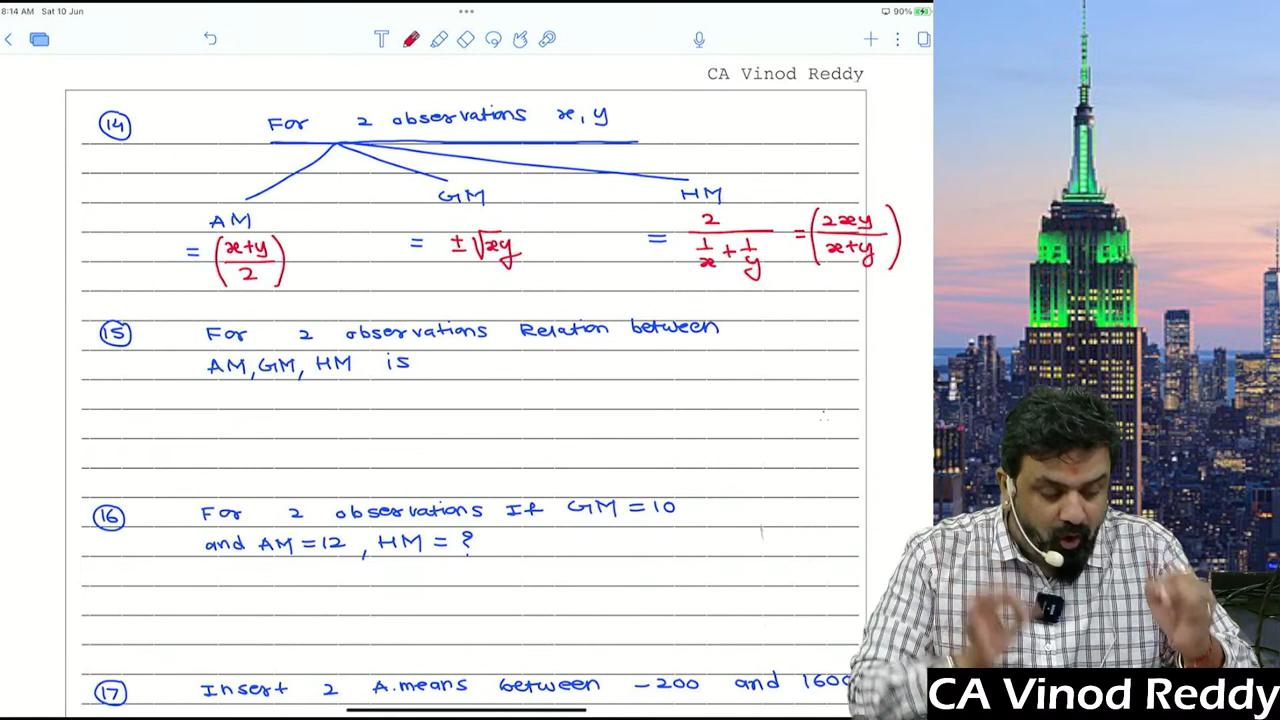 8:14 AM Sat 10 Jun
90%
CA Vinod Reddy
14 For 2 observations x, y
AM GM HM
= (x+y/2) = ± √xy = 2/(1/x + 1/y) = (2xy/x+y)
15 For 2 observations Relation between
AM, GM, HM is
16 For 2 observations If GM = 10
and AM = 12, HM = ?
17 Insert 2 A.means between -200 and 1600
CA Vinod Reddy